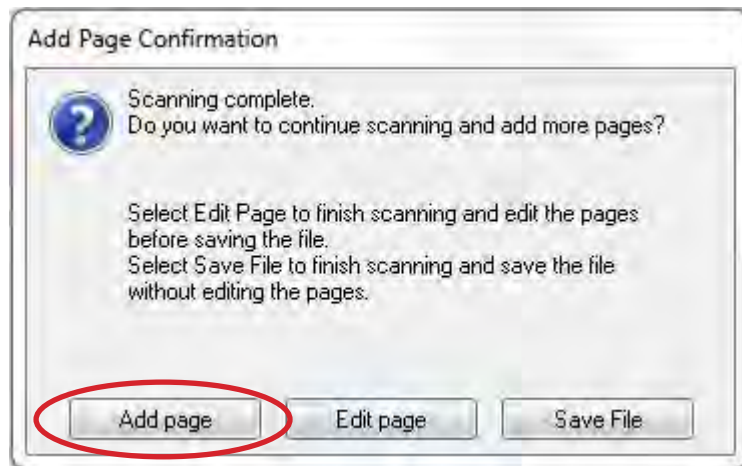 Add Page Confirmation
Scanning complete.
Do you want to continue scanning and add more pages?
Select Edit Page to finish scanning and edit the pages
before saving the file.
Select Save File to finish scanning and save the file
without editing the pages.
Add page Edit page Save File